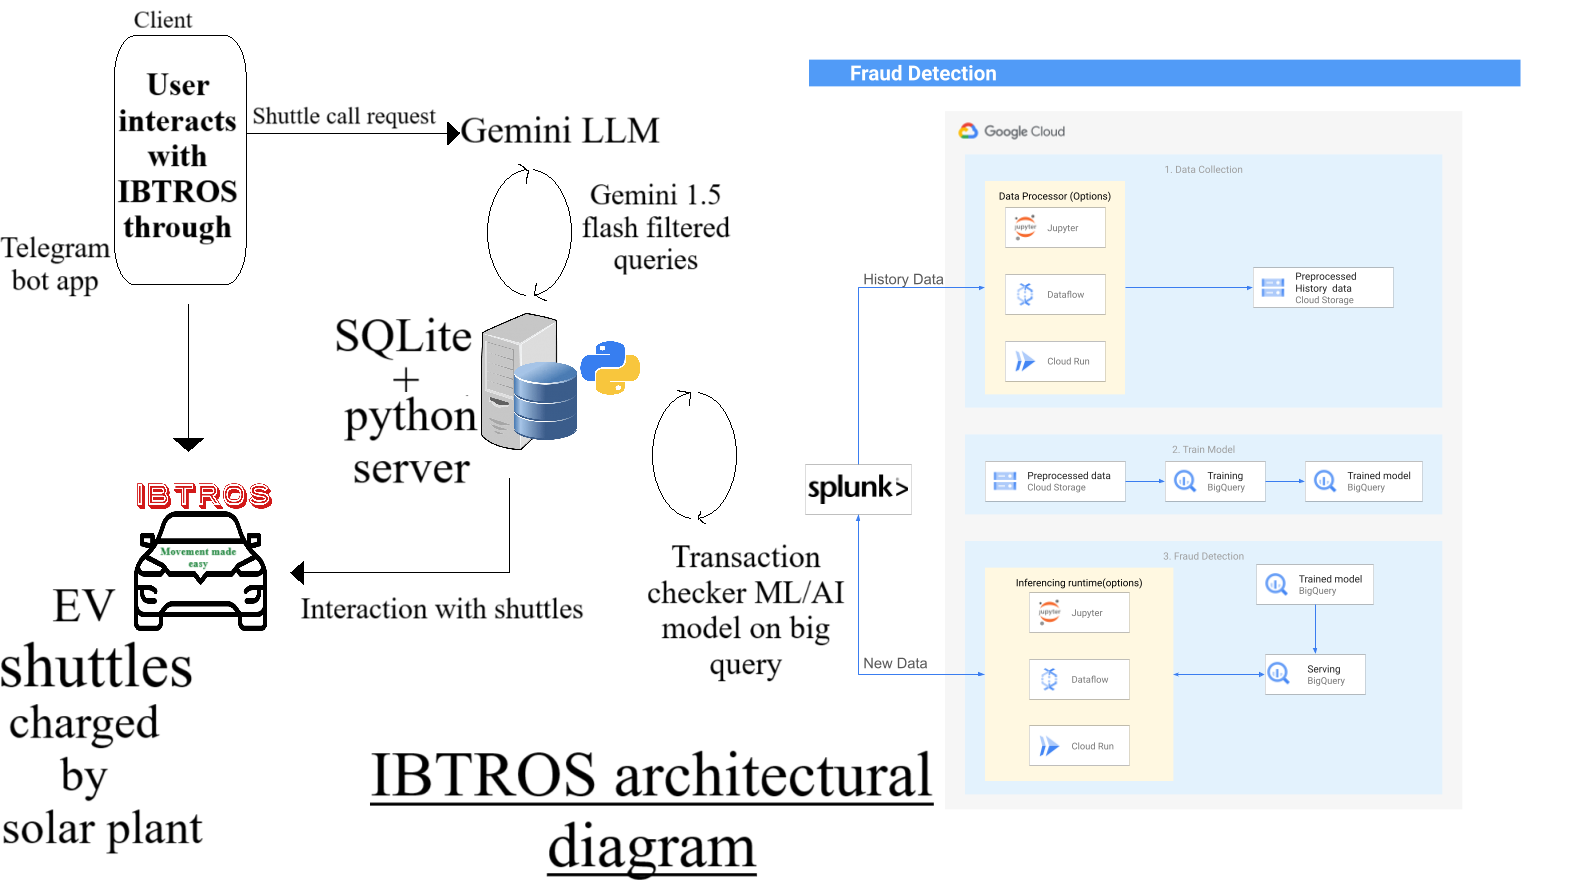 Client
User
interacts
with
IBTROS
through
Telegram
bot app
Shuttle call request
Gemini LLM
Gemini 1.5
flash filtered
queries
SQLite
+
python
server
IBTROS
Movement made
easy
EV
shuttles
charged
by
solar plant
Interaction with shuttles
Transaction
checker ML/AI
model on big
query
IBTROS architectural
diagram
Fraud Detection
Google Cloud
1. Data Collection
Data Processor (Options)
jupyter
Jupyter
Dataflow
Cloud Run
History Data
Preprocessed
History data
Cloud Storage
2. Train Model
Preprocessed data
Cloud Storage
Training
BigQuery
Trained model
BigQuery
splunk>
New Data
3. Fraud Detection
Inferencing runtime(options)
jupyter
Jupyter
Dataflow
Cloud Run
Trained model
BigQuery
Serving
BigQuery